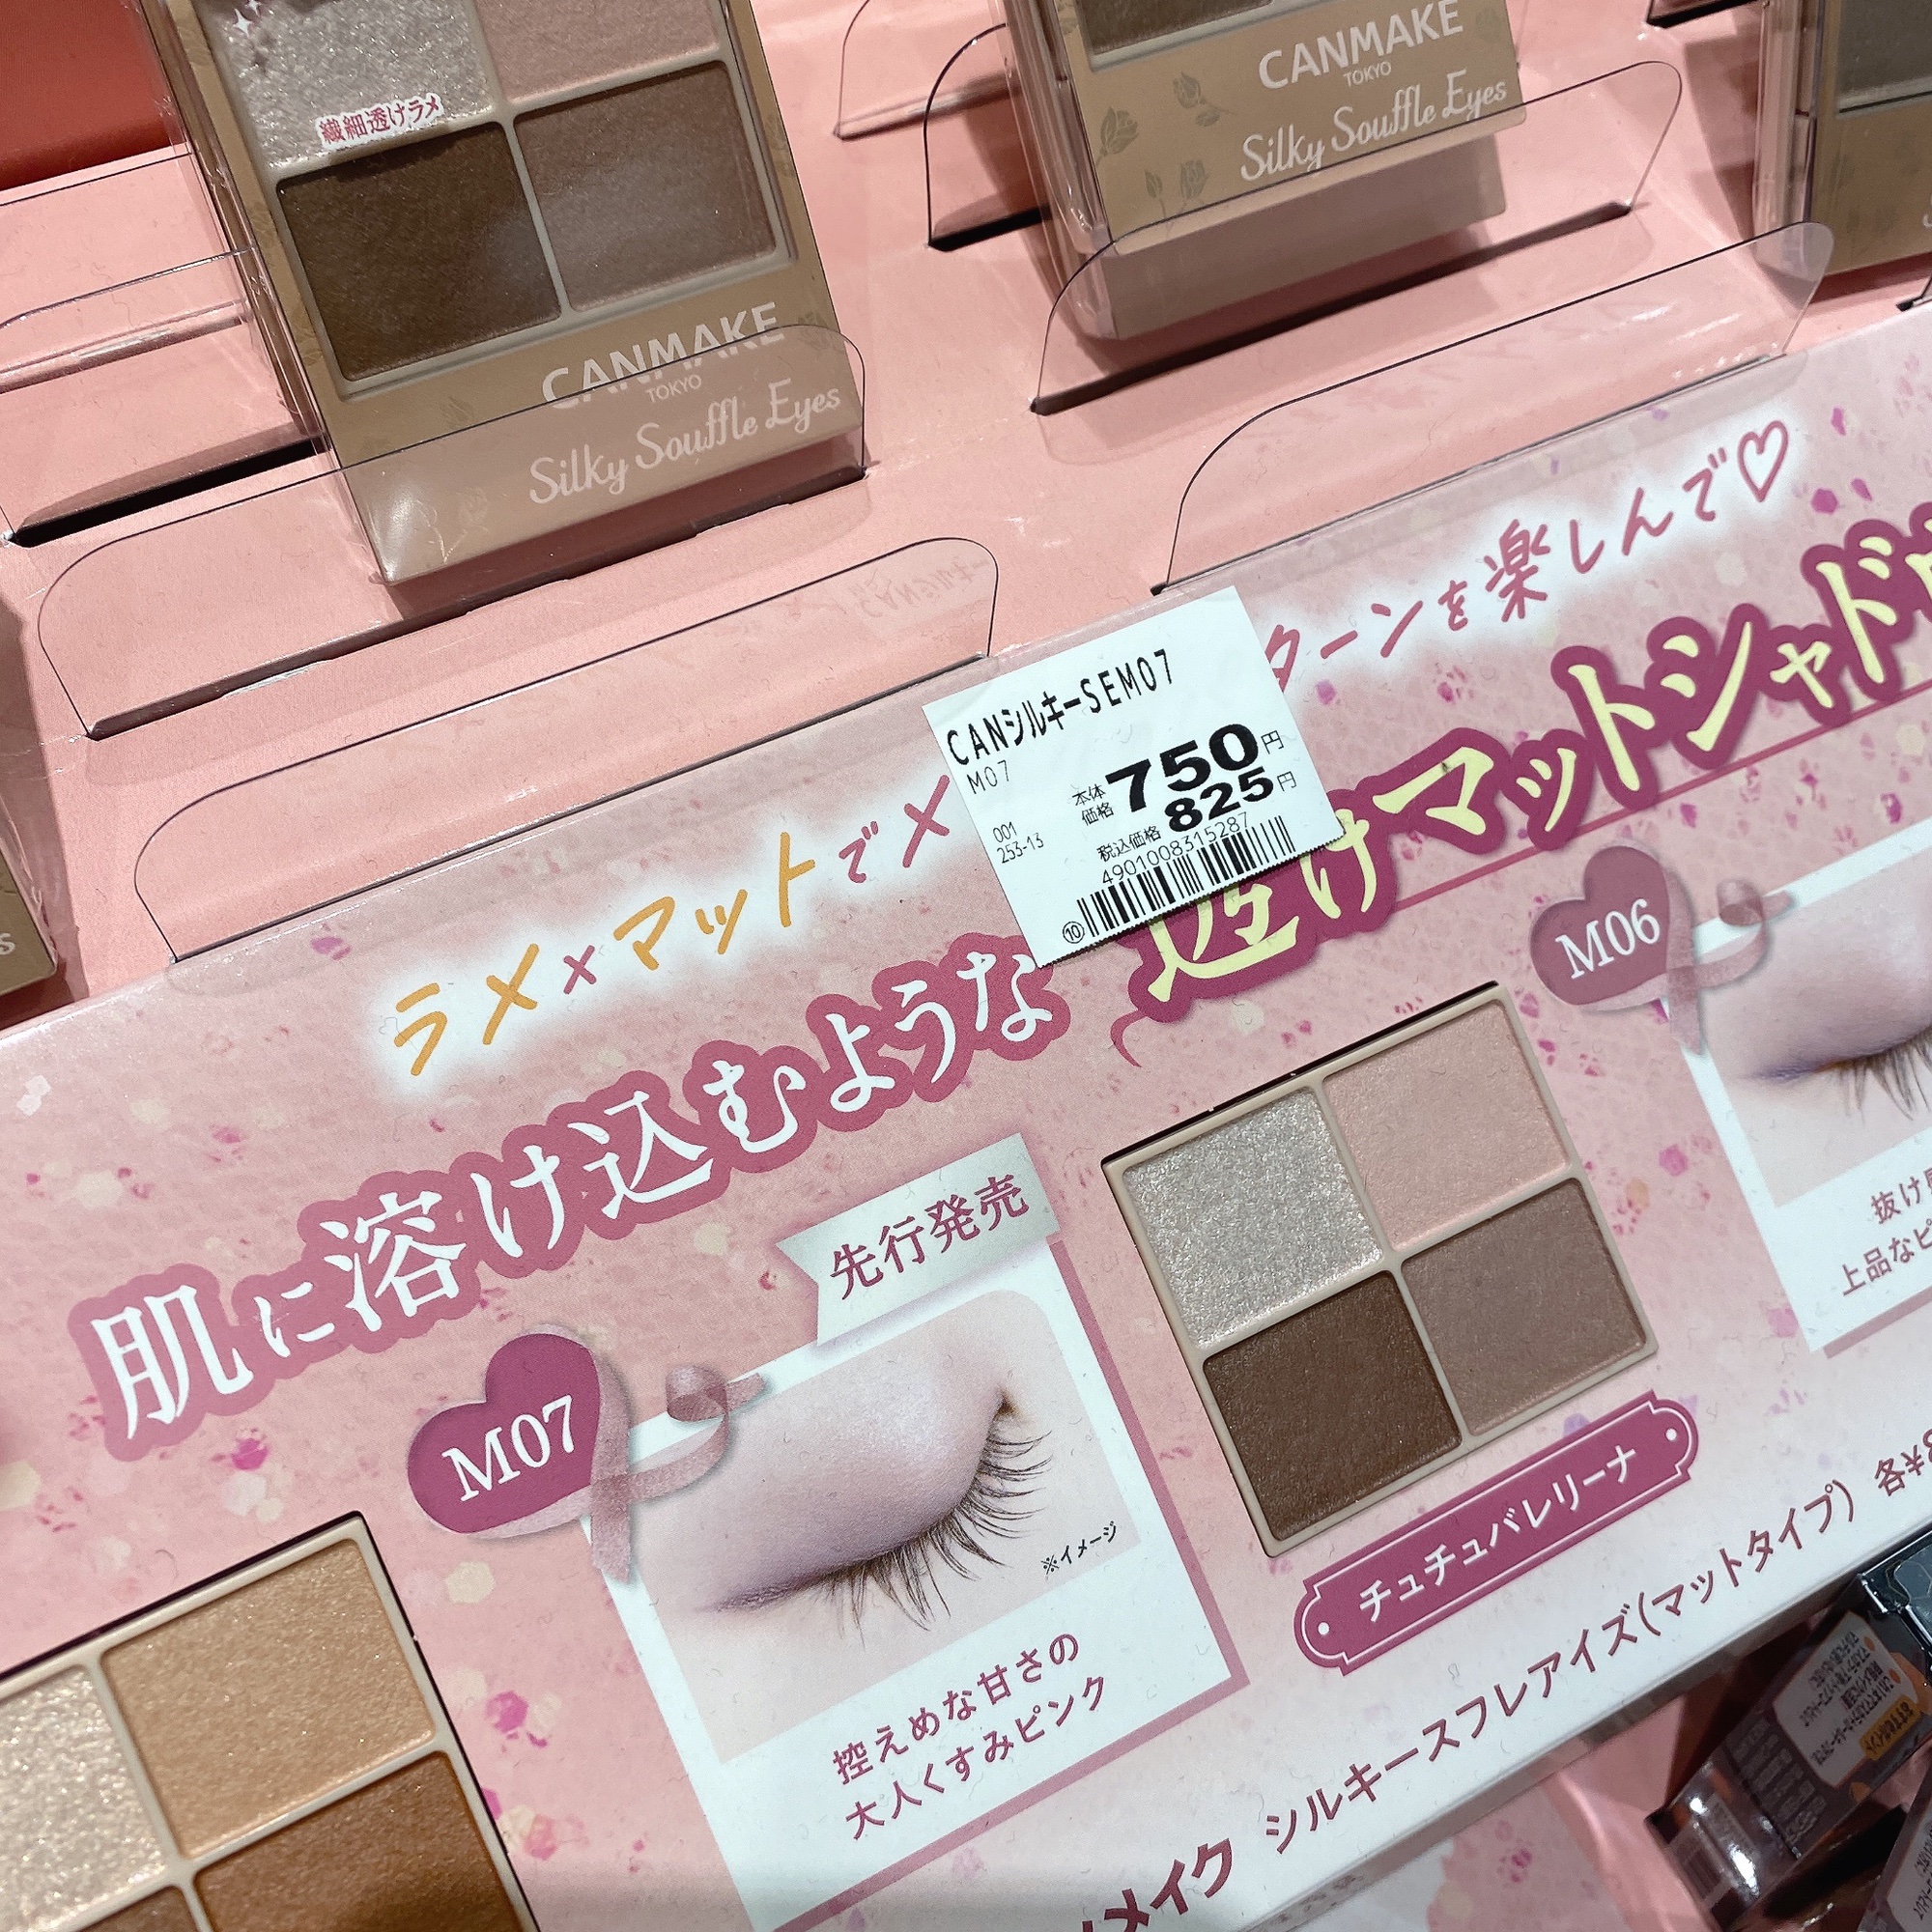 繊細透けラメ
CANMAKE
TOKYO
Silky Souffle Eyes
CANMAKE
TOKYO
Silky Souffle Eyes
CANシルキーSEM07
M07
本体価格 750円
税込価格 825円
001
253-13
4901008315287
⑩
ラメ×マットでメ
ターンを楽しんで♡
肌に溶け込むような
透けマットシャド
先行発売
M07
※イメージ
控えめな甘さの
大人くすみピンク
チュチュバレリーナ
M06
抜け
上品なピ
メイク シルキースフレアイズ(マットタイプ) 各¥8